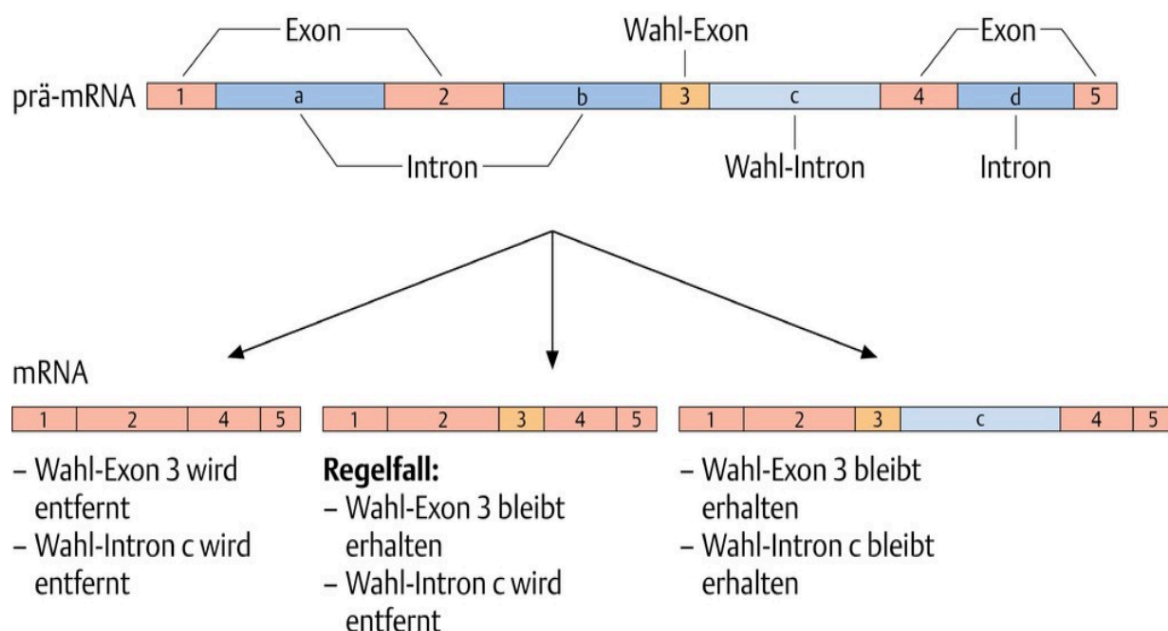 Exon Wahl-Exon Exon
prä-mRNA 1 a 2 b 3 c 4 d 5
Intron Wahl-Intron Intron
mRNA
1 2 4 5
– Wahl-Exon 3 wird
entfernt
– Wahl-Intron c wird
entfernt
1 2 3 4 5
Regelfall:
– Wahl-Exon 3 bleibt
erhalten
– Wahl-Intron c wird
entfernt
1 2 3 c 4 5
– Wahl-Exon 3 bleibt
erhalten
– Wahl-Intron c bleibt
erhalten